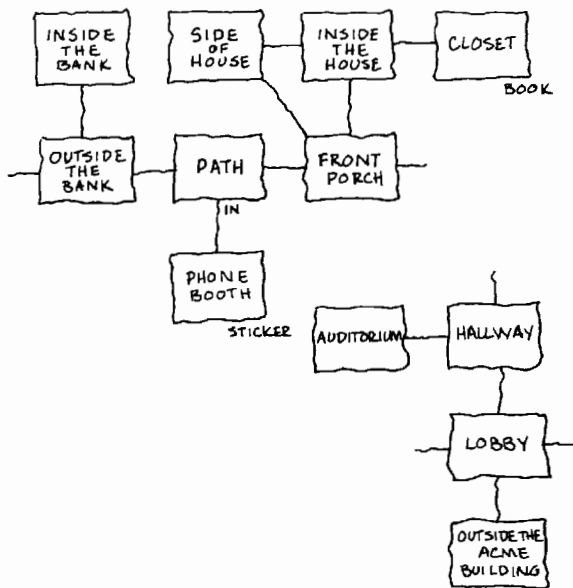 INSIDE
THE
BANK
SIDE
OF
HOUSE
INSIDE
THE
HOUSE
CLOSET
BOOK
OUTSIDE
THE
BANK
PATH
FRONT
PORCH
IN
PHONE
BOOTH
STICKER
AUDITORIUM
HALLWAY
LOBBY
OUTSIDE THE
ACME
BUILDING